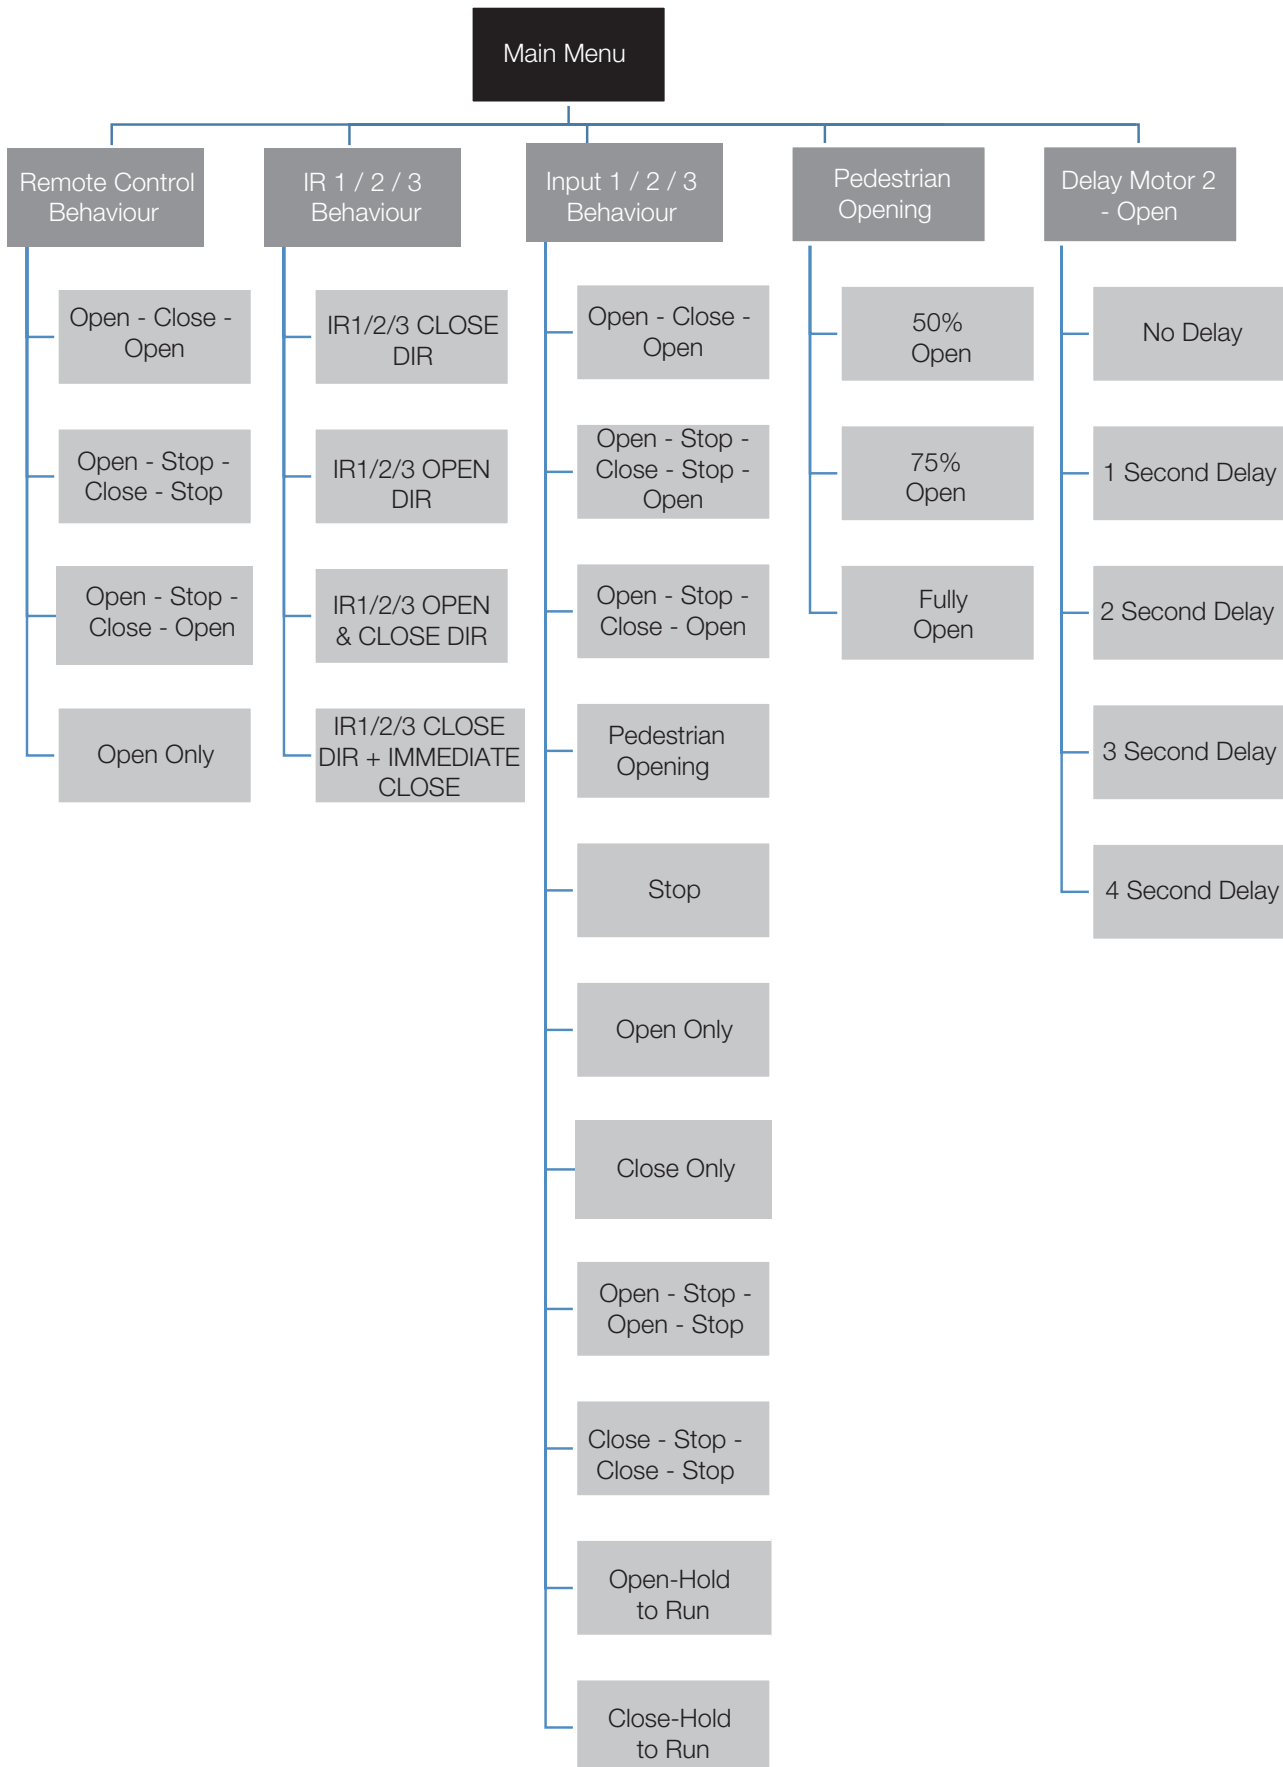 Main Menu
Remote Control
Behaviour
Open - Close -
Open
Open - Stop -
Close - Stop
Open - Stop -
Close - Open
Open Only
IR 1 / 2 / 3
Behaviour
IR1/2/3 CLOSE
DIR
IR1/2/3 OPEN
DIR
IR1/2/3 OPEN
& CLOSE DIR
IR1/2/3 CLOSE
DIR + IMMEDIATE
CLOSE
Input 1 / 2 / 3
Behaviour
Open - Close -
Open
Open - Stop -
Close - Stop -
Open
Open - Stop -
Close - Open
Pedestrian
Opening
Stop
Open Only
Close Only
Open - Stop -
Open - Stop
Close - Stop -
Close - Stop
Open-Hold
to Run
Close-Hold
to Run
Pedestrian
Opening
50%
Open
75%
Open
Fully
Open
Delay Motor 2
- Open
No Delay
1 Second Delay
2 Second Delay
3 Second Delay
4 Second Delay